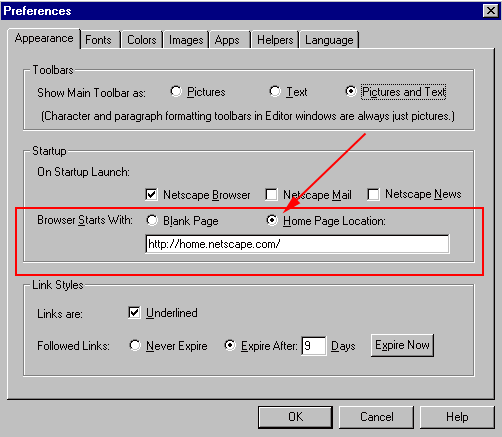 Preferences
Appearance Fonts Colors Images Apps Helpers Language
Toolbars
Show Main Toolbar as: Pictures Text Pictures and Text
(Character and paragraph formatting toolbars in Editor windows are always just pictures.)
Startup
On Startup Launch:
Netscape Browser Netscape Mail Netscape News
Browser Starts With: Blank Page Home Page Location:
http://home.netscape.com/
Link Styles
Links are: Underlined
Followed Links: Never Expire Expire After: 9 Days Expire Now
OK Cancel Help